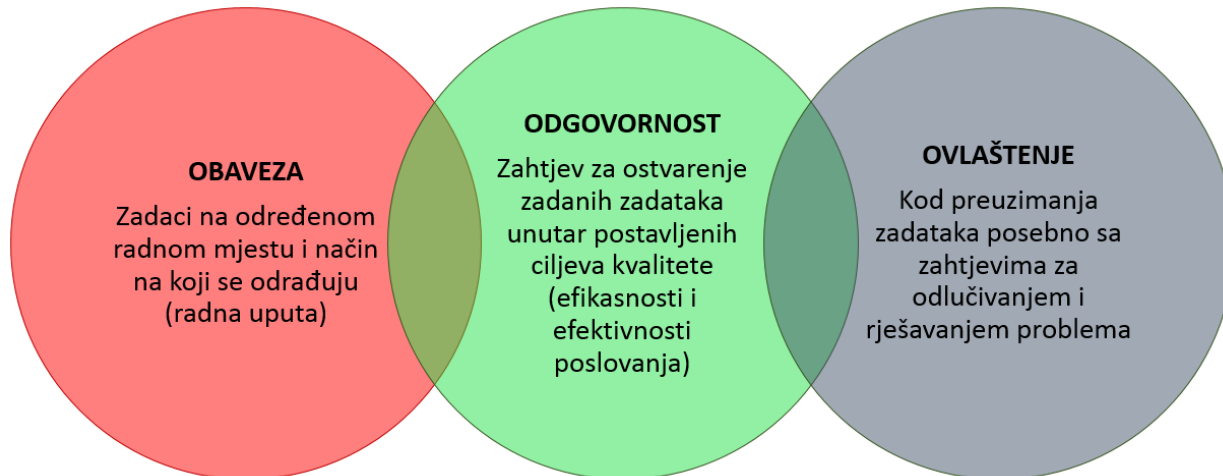 OBAVEZA
Zadaci na određenom
radnom mjestu i način
na koji se odrađuju
(radna uputa)
ODGOVORNOST
Zahtjev za ostvarenje
zadanih zadataka
unutar postavljenih
ciljeva kvalitete
(efikasnosti i
efektivnosti
poslovanja)
OVLAŠTENJE
Kod preuzimanja
zadataka posebno sa
zahtjevima za
odlučivanjem i
rješavanjem problema